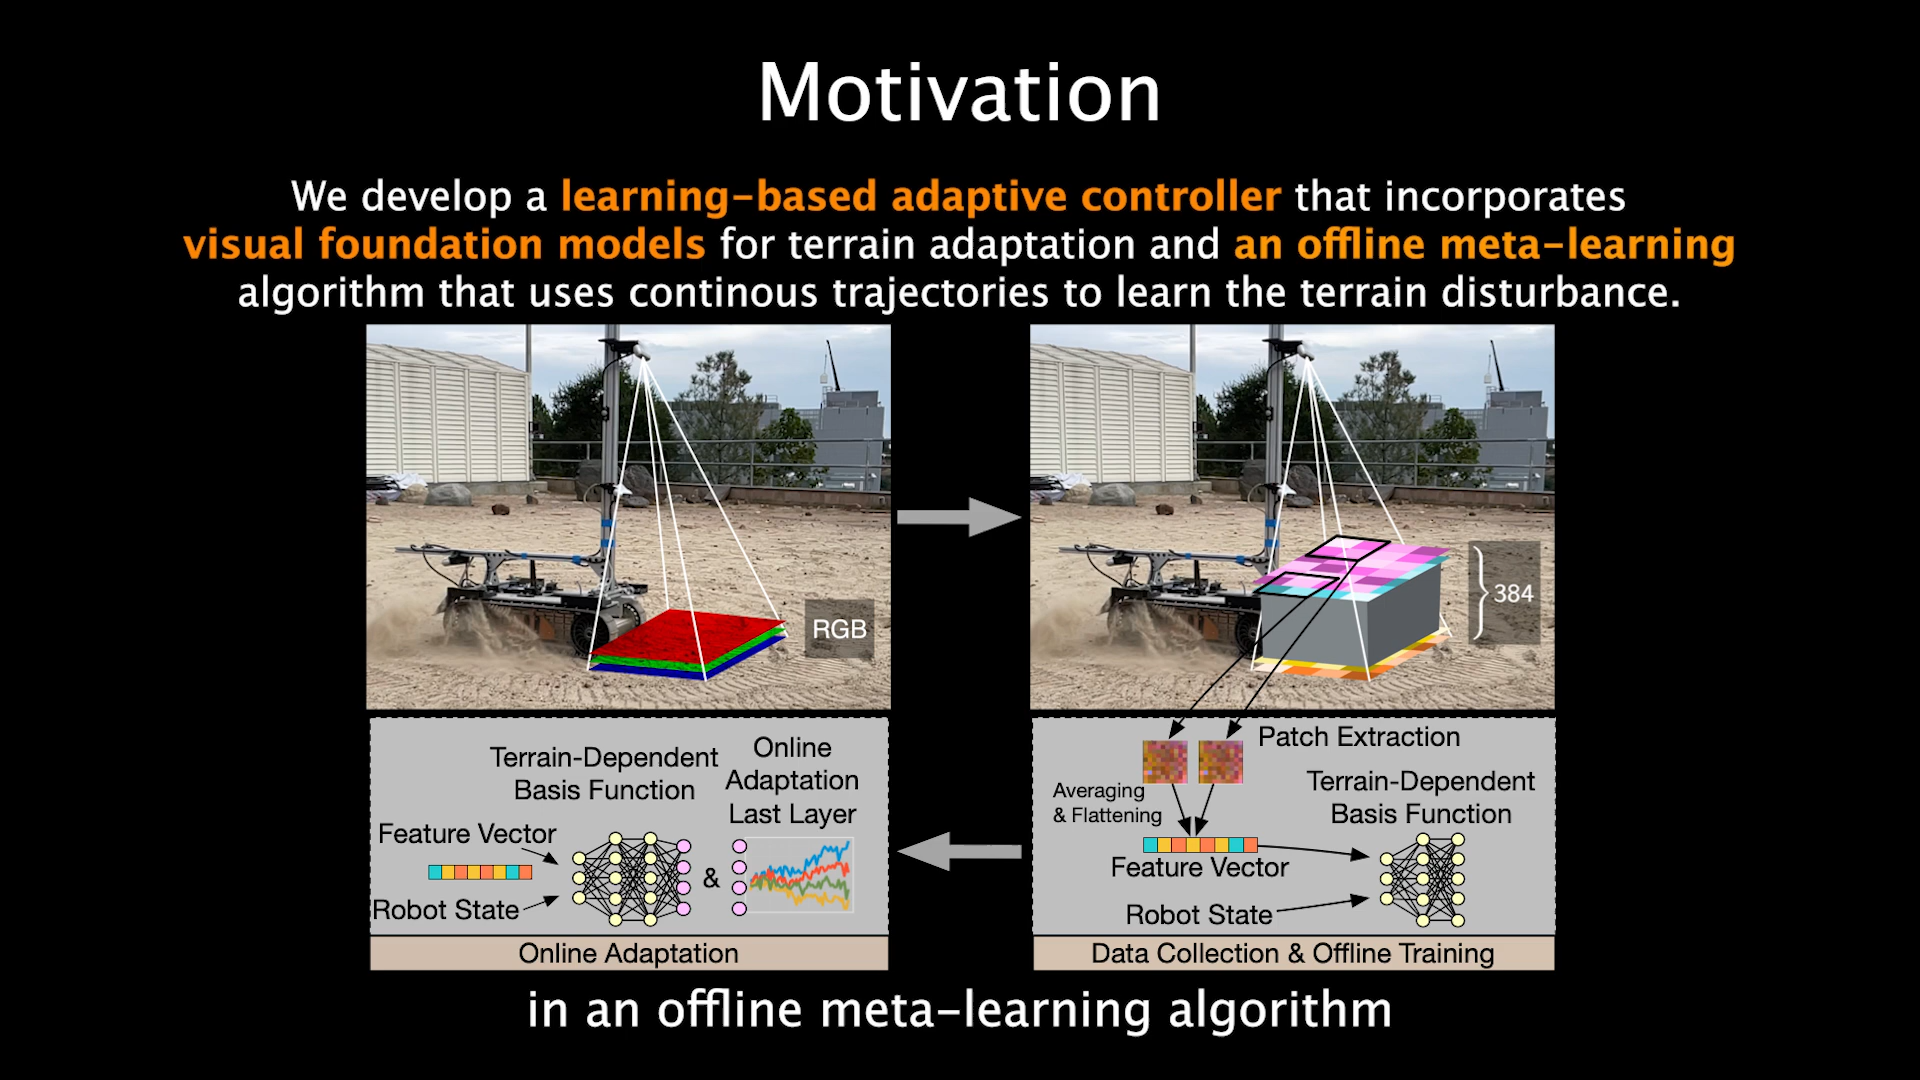 Motivation
We develop a learning-based adaptive controller that incorporates
visual foundation models for terrain adaptation and an offline meta-learning
algorithm that uses continous trajectories to learn the terrain disturbance.
RGB
384
Terrain-Dependent
Basis Function
Online
Adaptation
Last Layer
Feature Vector
&
Robot State
Online Adaptation
Patch Extraction
Averaging
& Flattening
Terrain-Dependent
Basis Function
Feature Vector
Robot State
Data Collection & Offline Training
in an offline meta-learning algorithm